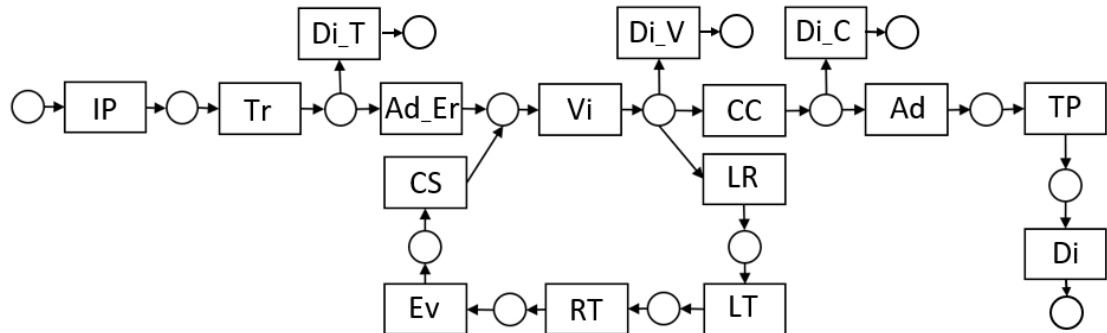 Di_T
Di_V
Di_C
IP
Tr
Ad_Er
Vi
CC
Ad
TP
CS
LR
Di
Ev
RT
LT